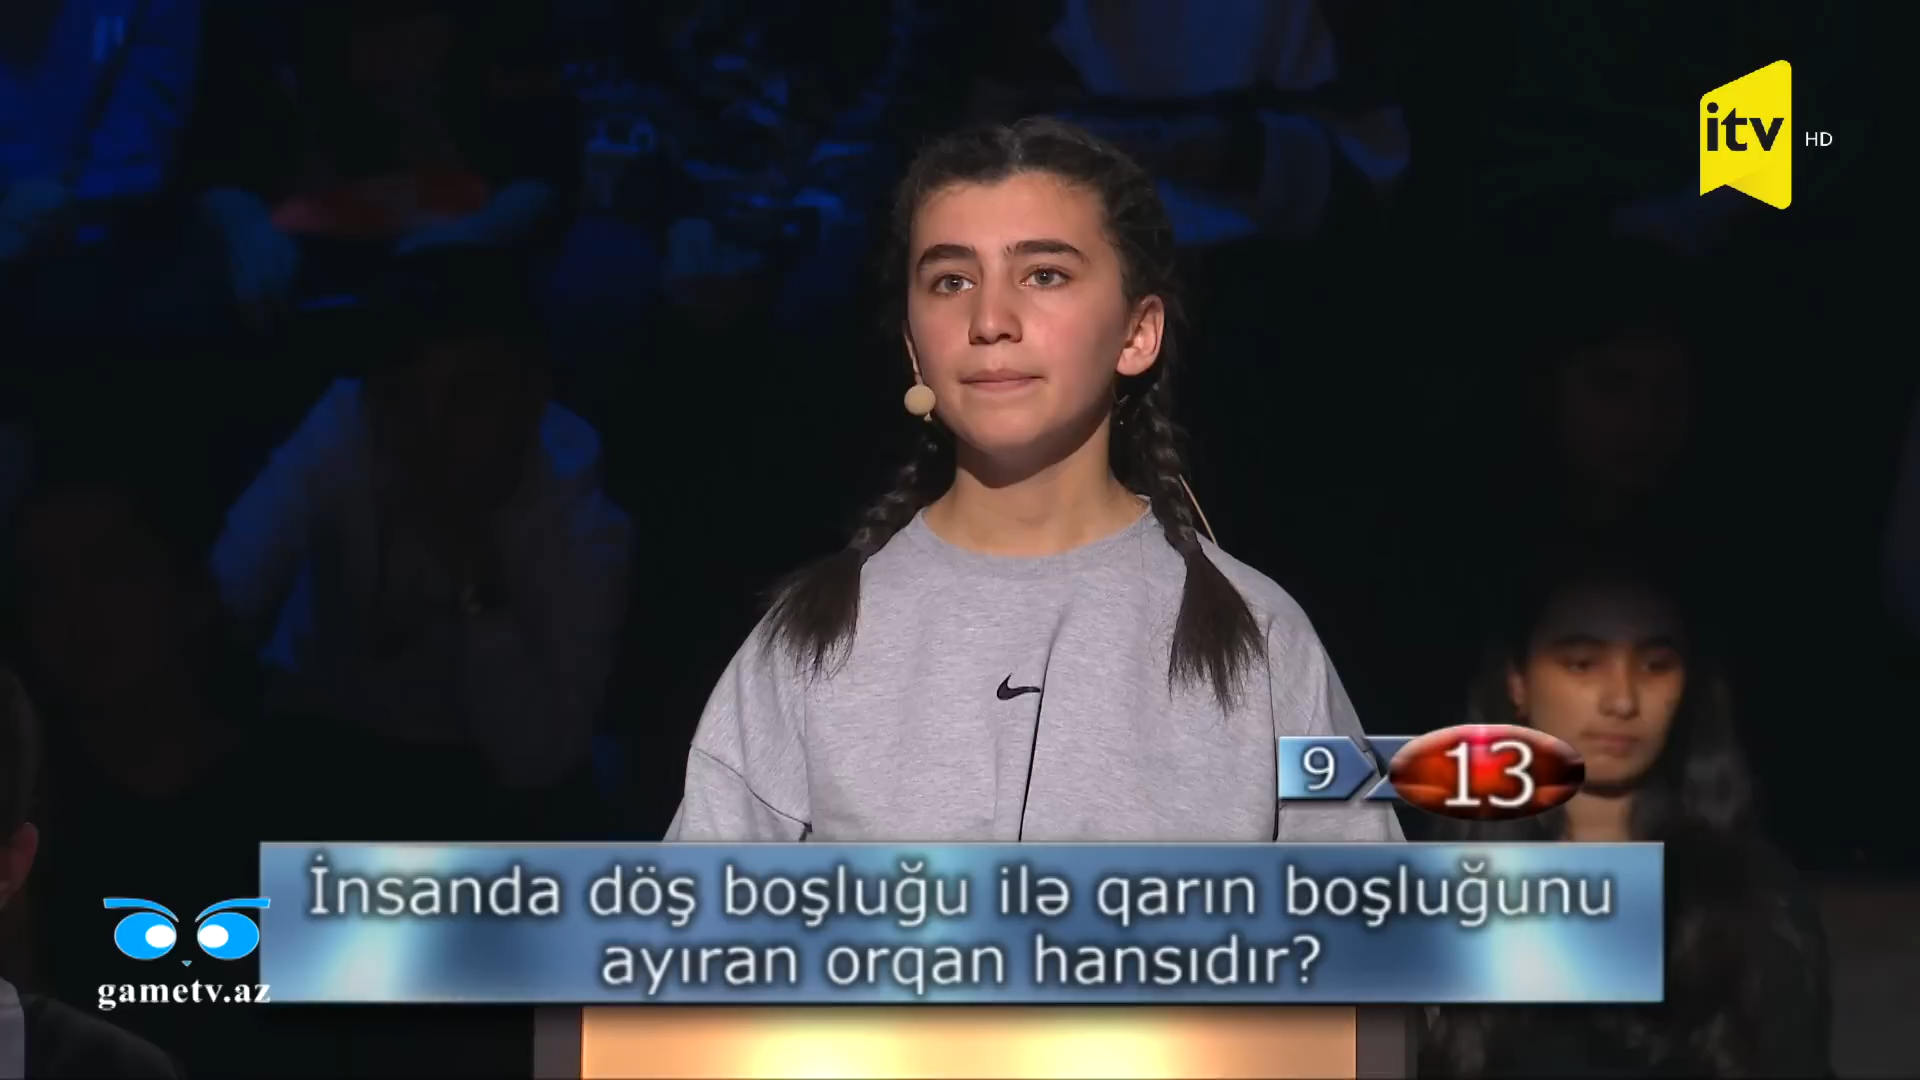 itv HD
9 13
İnsanda döş boşluğu ilə qarın boşluğunu
ayıran orqan hansıdır?
gametv.az